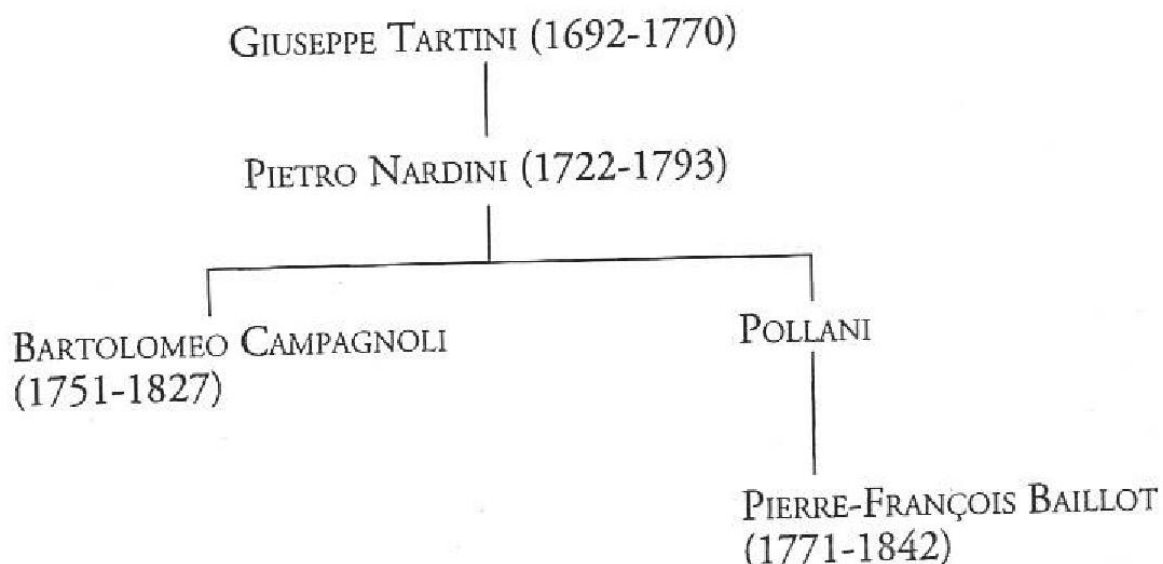 GIUSEPPE TARTINI (1692-1770)
PIETRO NARDINI (1722-1793)
BARTOLOMEO CAMPAGNOLI
(1751-1827)
POLLANI
PIERRE-FRANÇOIS BAILLOT
(1771-1842)